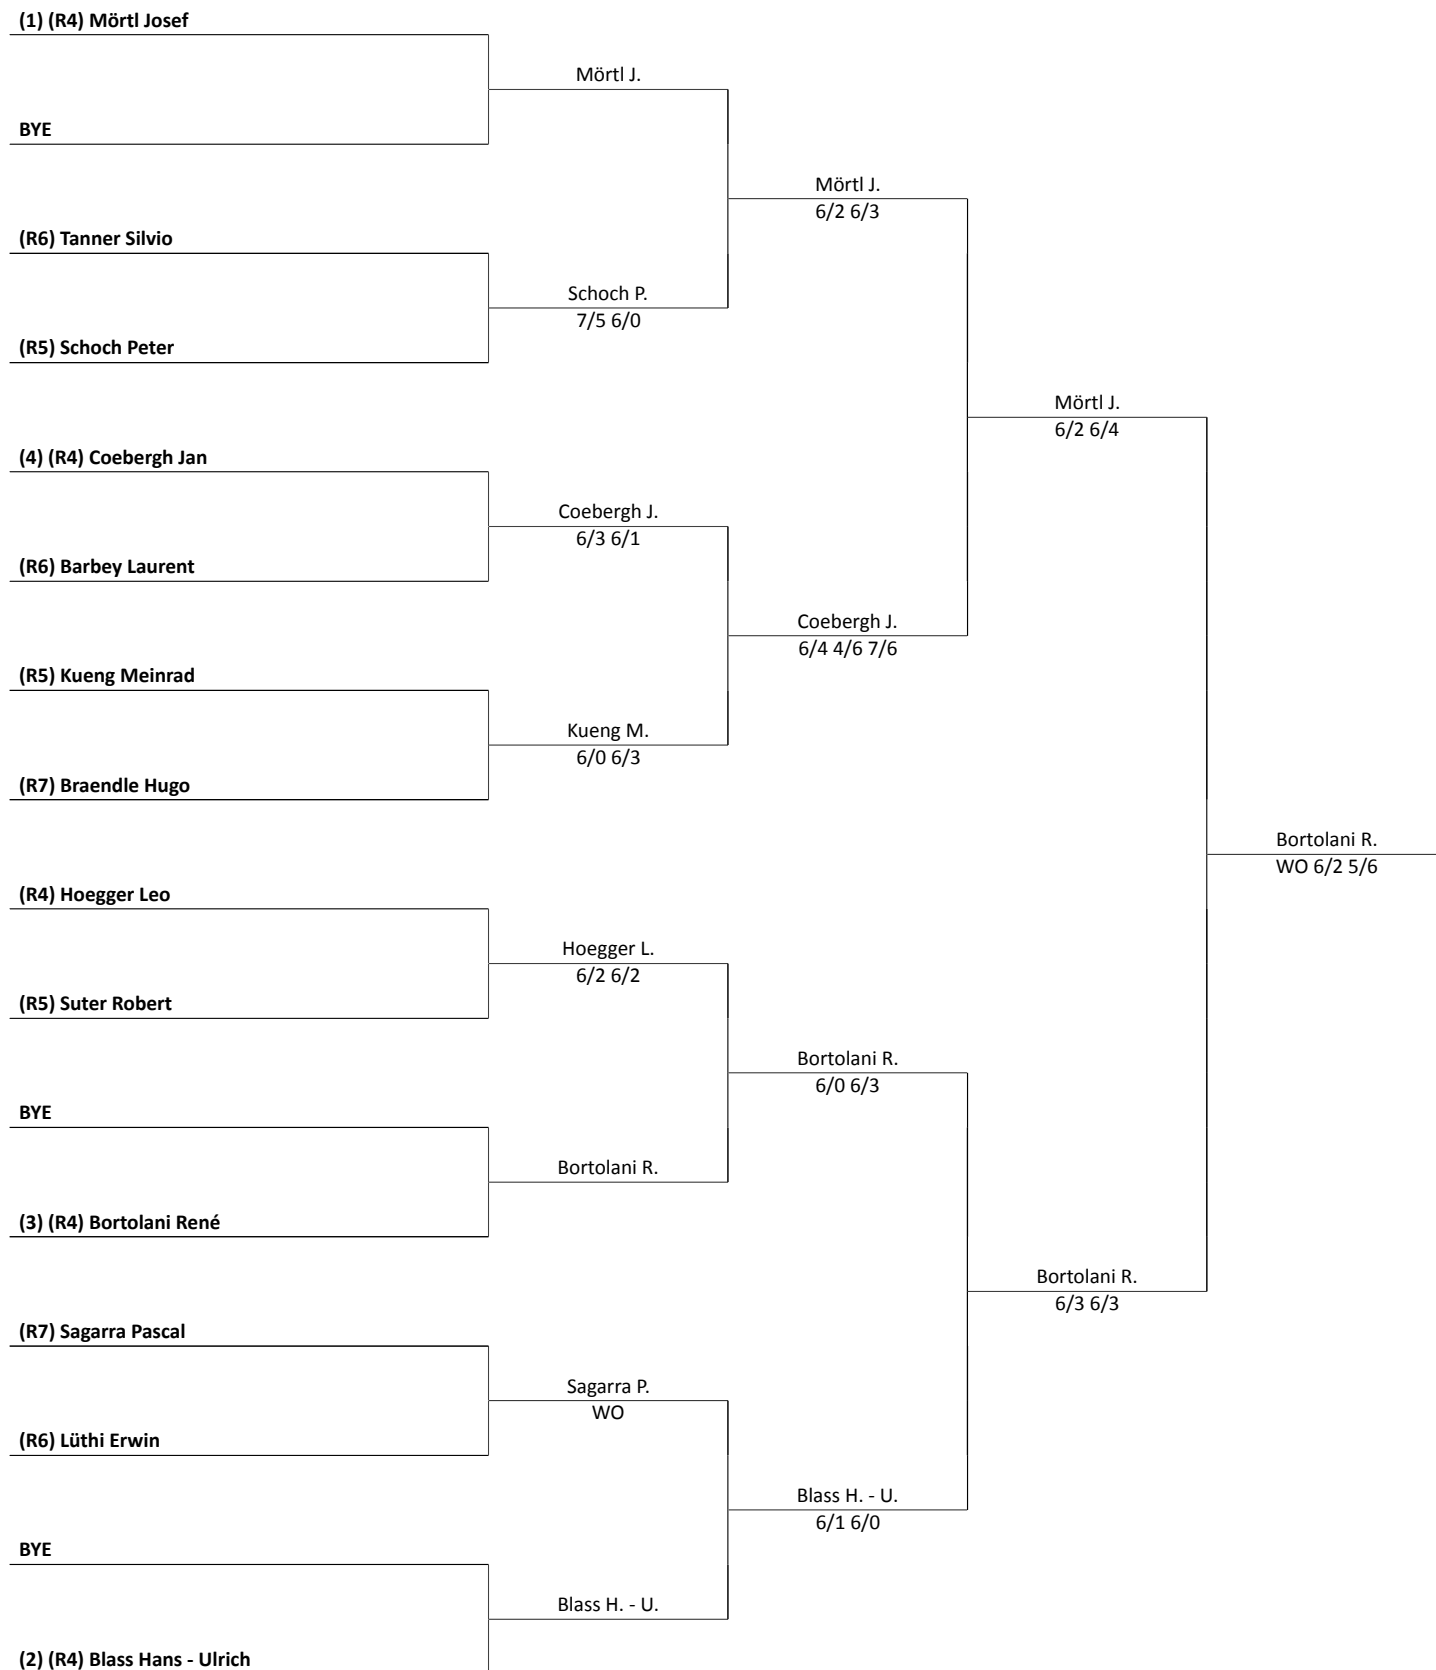 (1) (R4) Mörtl Josef
Mörtl J.
BYE
Mörtl J.
6/2 6/3
(R6) Tanner Silvio
Schoch P.
7/5 6/0
(R5) Schoch Peter
Mörtl J.
6/2 6/4
(4) (R4) Coebergh Jan
Coebergh J.
6/3 6/1
(R6) Barbey Laurent
Coebergh J.
6/4 4/6 7/6
(R5) Kueng Meinrad
Kueng M.
6/0 6/3
(R7) Braendle Hugo
Bortolani R.
WO 6/2 5/6
(R4) Hoegger Leo
Hoegger L.
6/2 6/2
(R5) Suter Robert
Bortolani R.
6/0 6/3
BYE
Bortolani R.
(3) (R4) Bortolani René
Bortolani R.
6/3 6/3
(R7) Sagarra Pascal
Sagarra P.
WO
(R6) Lüthi Erwin
Blass H. - U.
6/1 6/0
BYE
Blass H. - U.
(2) (R4) Blass Hans - Ulrich